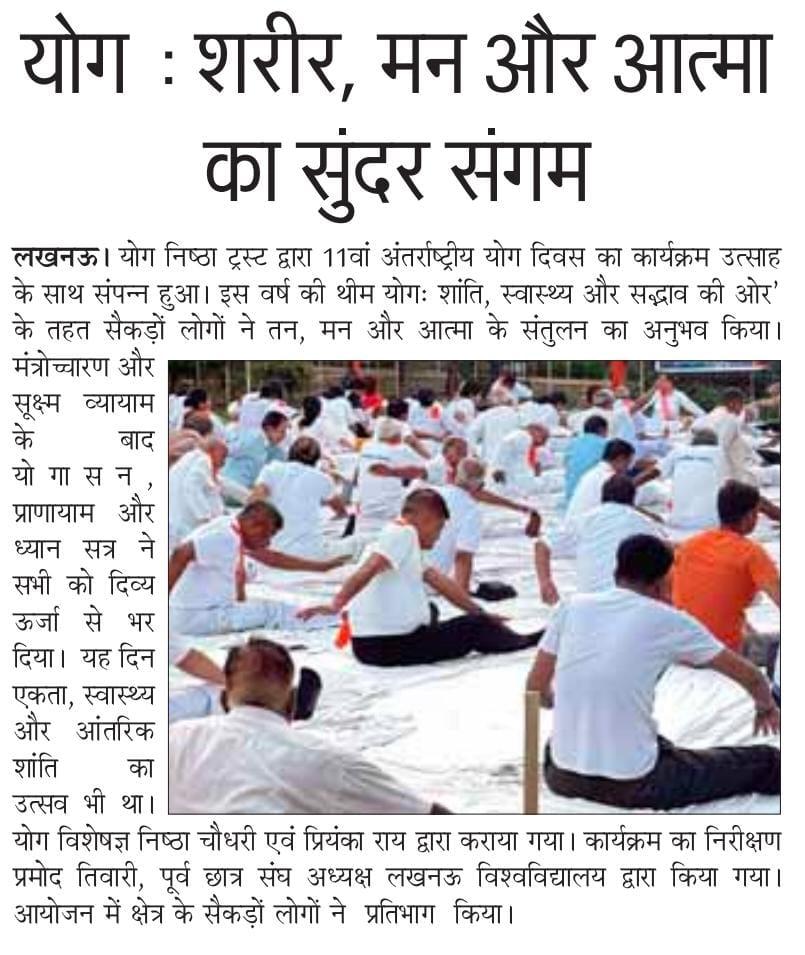 योग : शरीर, मन और आत्मा
का सुंदर संगम
लखनऊ। योग निष्ठा ट्रस्ट द्वारा 11वां अंतर्राष्ट्रीय योग दिवस का कार्यक्रम उत्साह
के साथ संपन्न हुआ। इस वर्ष की थीम योगः शांति, स्वास्थ्य और सद्भाव की ओर'
के तहत सैकड़ों लोगों ने तन, मन और आत्मा के संतुलन का अनुभव किया।
मंत्रोच्चारण और
सूक्ष्म व्यायाम
के बाद
योगासन,
प्राणायाम और
ध्यान सत्र ने
सभी को दिव्य
ऊर्जा से भर
दिया। यह दिन
एकता, स्वास्थ्य
और आंतरिक
शांति का
उत्सव भी था।
योग विशेषज्ञ निष्ठा चौधरी एवं प्रियंका राय द्वारा कराया गया। कार्यक्रम का निरीक्षण
प्रमोद तिवारी, पूर्व छात्र संघ अध्यक्ष लखनऊ विश्वविद्यालय द्वारा किया गया।
आयोजन में क्षेत्र के सैकड़ों लोगों ने प्रतिभाग किया।